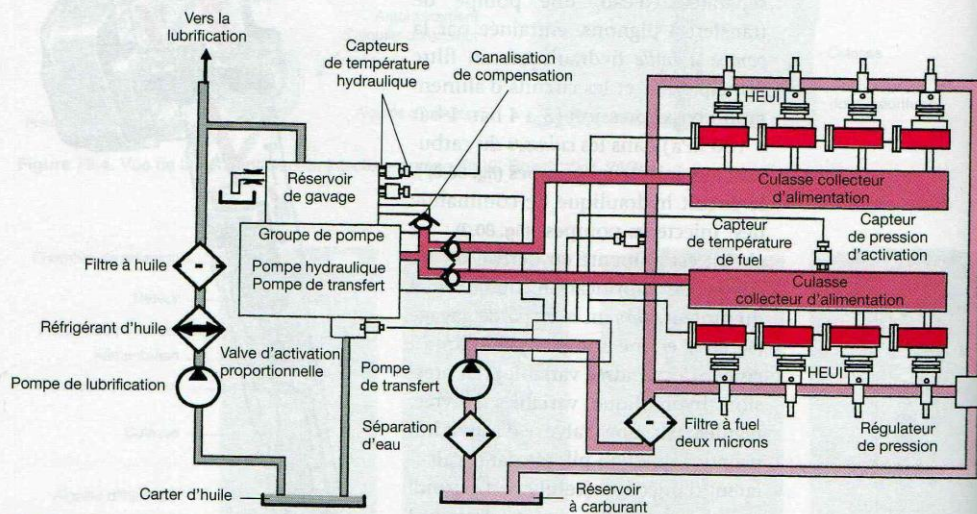 Vers la
lubrification
Capteurs
de température
hydraulique
Canalisation
de compensation
HEUI
Réservoir
de gavage
Culasse collecteur
d'alimentation
Groupe de pompe
Pompe hydraulique
Pompe de transfert
Capteur
de température
de fuel
Capteur
de pression
d'activation
Filtre à huile
Culasse
collecteur d'alimentation
Réfrigérant d'huile
Valve d'activation
proportionnelle
Pompe de lubrification
Pompe
de transfert
HEUI
Séparation
d'eau
Filtre à fuel
deux microns
Régulateur
de pression
Carter d'huile
Réservoir
à carburant